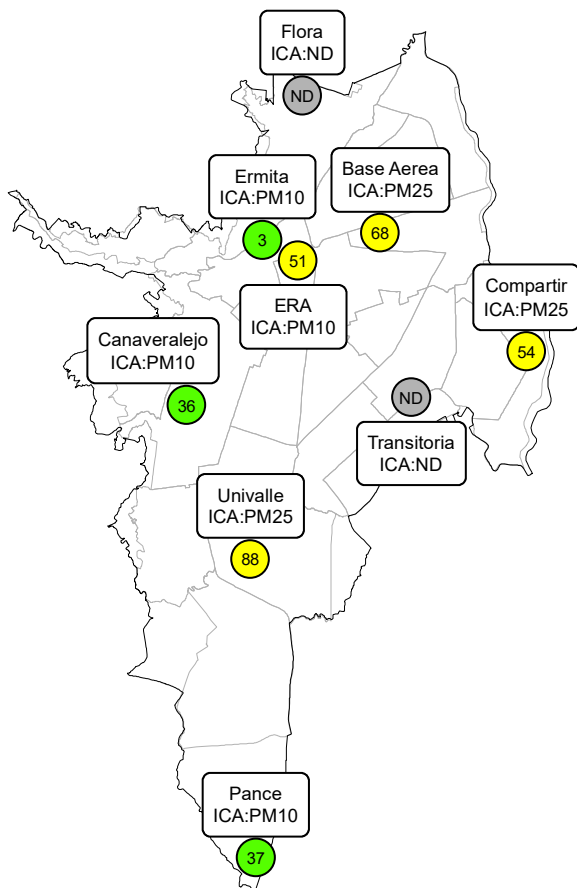 Flora
ICA:ND
ND
Ermita
ICA:PM10
3
Base Aerea
ICA:PM25
68
51
ERA
ICA:PM10
Compartir
ICA:PM25
54
Canaveralejo
ICA:PM10
36
ND
Transitoria
ICA:ND
Univalle
ICA:PM25
88
Pance
ICA:PM10
37